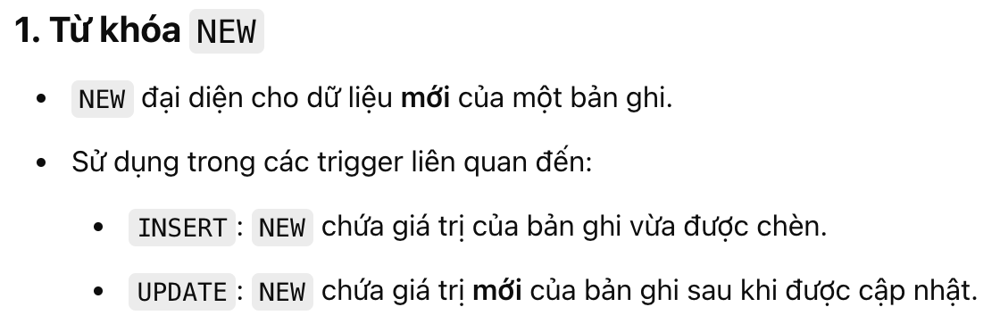 1. Từ khóa NEW
• NEW đại diện cho dữ liệu mới của một bản ghi.
• Sử dụng trong các trigger liên quan đến:
• INSERT: NEW chứa giá trị của bản ghi vừa được chèn.
• UPDATE: NEW chứa giá trị mới của bản ghi sau khi được cập nhật.